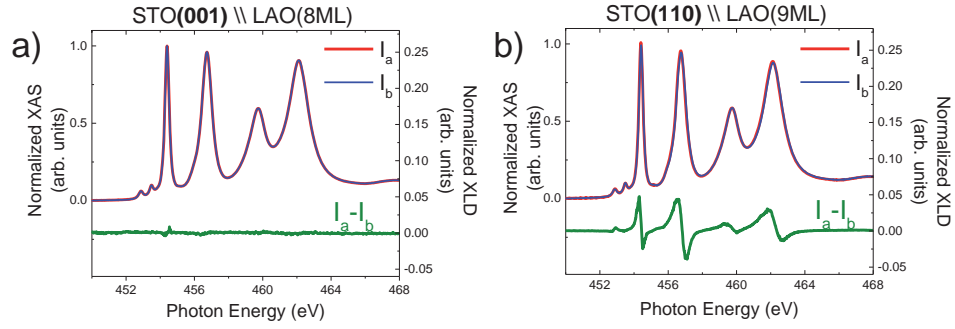 STO(001) \\ LAO(8ML)
a)
I_a
I_b
Normalized XAS
(arb. units)
1.0
0.5
0.0
0.25
0.20
0.15
0.10
0.05
0.00
-0.05
Normalized XLD
(arb. units)
I_a-I_b
452 456 460 464 468
Photon Energy (eV)
STO(110) \\ LAO(9ML)
b)
I_a
I_b
Normalized XAS
(arb. units)
1.0
0.5
0.0
0.25
0.20
0.15
0.10
0.05
0.00
-0.05
Normalized XLD
(arb. units)
I_a-I_b
452 456 460 464 468
Photon Energy (eV)